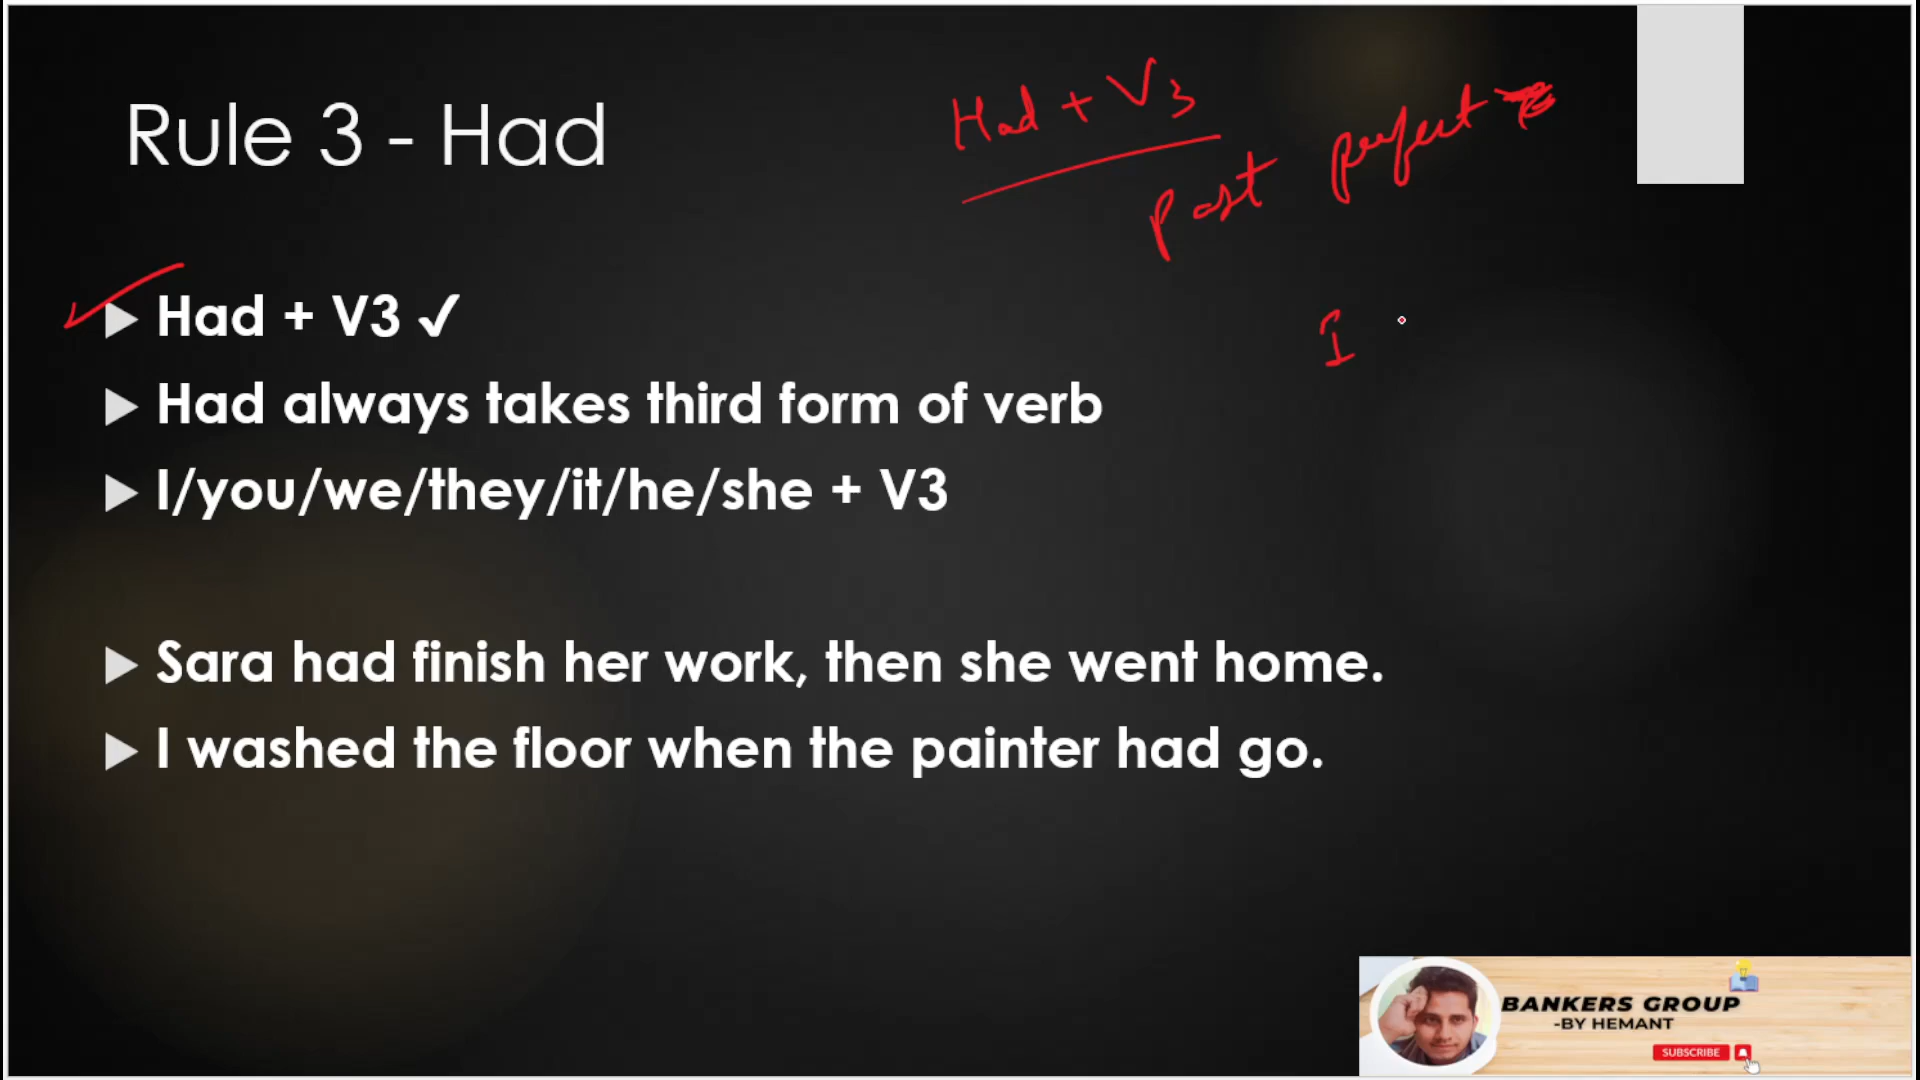 Rule 3 - Had
Had + V3
past perfect
Had + V3 ✓
I
Had always takes third form of verb
I/you/we/they/it/he/she + V3
Sara had finish her work, then she went home.
I washed the floor when the painter had go.
BANKERS GROUP
-BY HEMANT
SUBSCRIBE